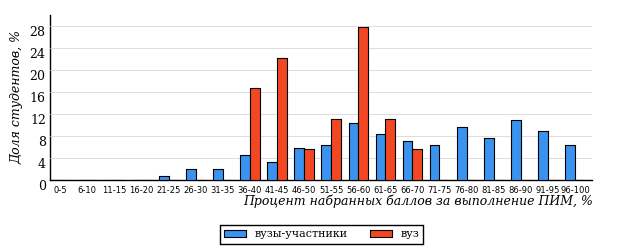 Доля студентов, %
28
24
20
16
12
8
4
0
0-5 6-10 11-15 16-20 21-25 26-30 31-35 36-40 41-45 46-50 51-55 56-60 61-65 66-70 71-75 76-80 81-85 86-90 91-95 96-100
Процент набранных баллов за выполнение ПИМ, %
вузы-участники вуз